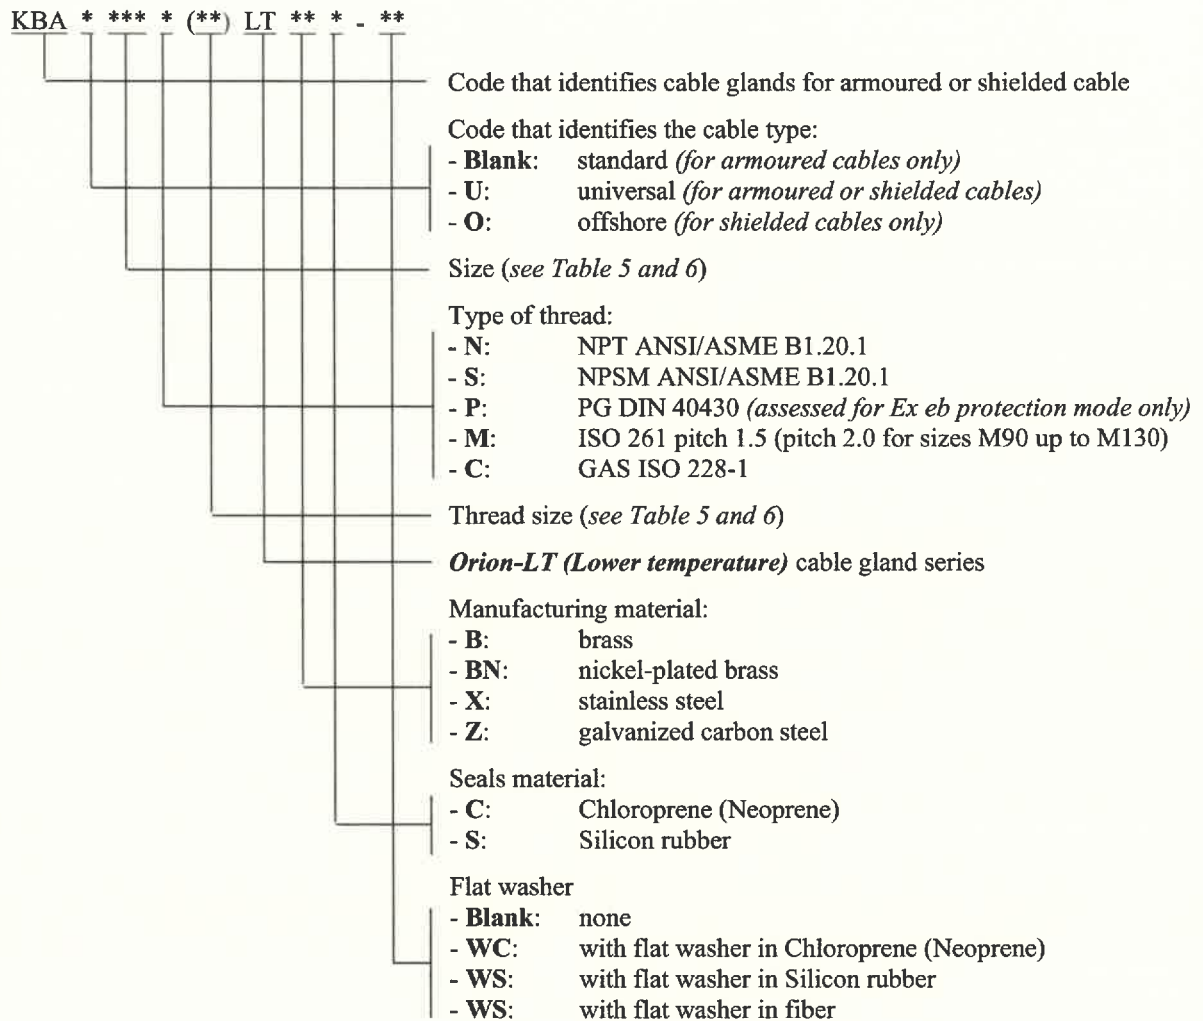 KBA * *** * (**) LT ** * - **
Code that identifies cable glands for armoured or shielded cable
Code that identifies the cable type:
- Blank: standard (for armoured cables only)
- U: universal (for armoured or shielded cables)
- O: offshore (for shielded cables only)
Size (see Table 5 and 6)
Type of thread:
- N: NPT ANSI/ASME B1.20.1
- S: NPSM ANSI/ASME B1.20.1
- P: PG DIN 40430 (assessed for Ex eb protection mode only)
- M: ISO 261 pitch 1.5 (pitch 2.0 for sizes M90 up to M130)
- C: GAS ISO 228-1
Thread size (see Table 5 and 6)
Orion-LT (Lower temperature) cable gland series
Manufacturing material:
- B: brass
- BN: nickel-plated brass
- X: stainless steel
- Z: galvanized carbon steel
Seals material:
- C: Chloroprene (Neoprene)
- S: Silicon rubber
Flat washer
- Blank: none
- WC: with flat washer in Chloroprene (Neoprene)
- WS: with flat washer in Silicon rubber
- WS: with flat washer in fiber